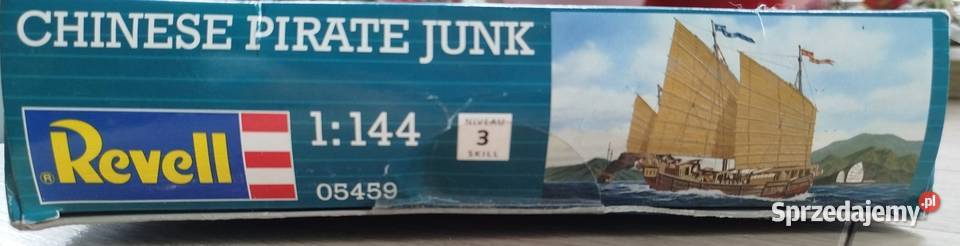 CHINESE PIRATE JUNK
Revell
®
1:144
NIVEAU
3
SKILL
05459
Sprzedajemy.pl